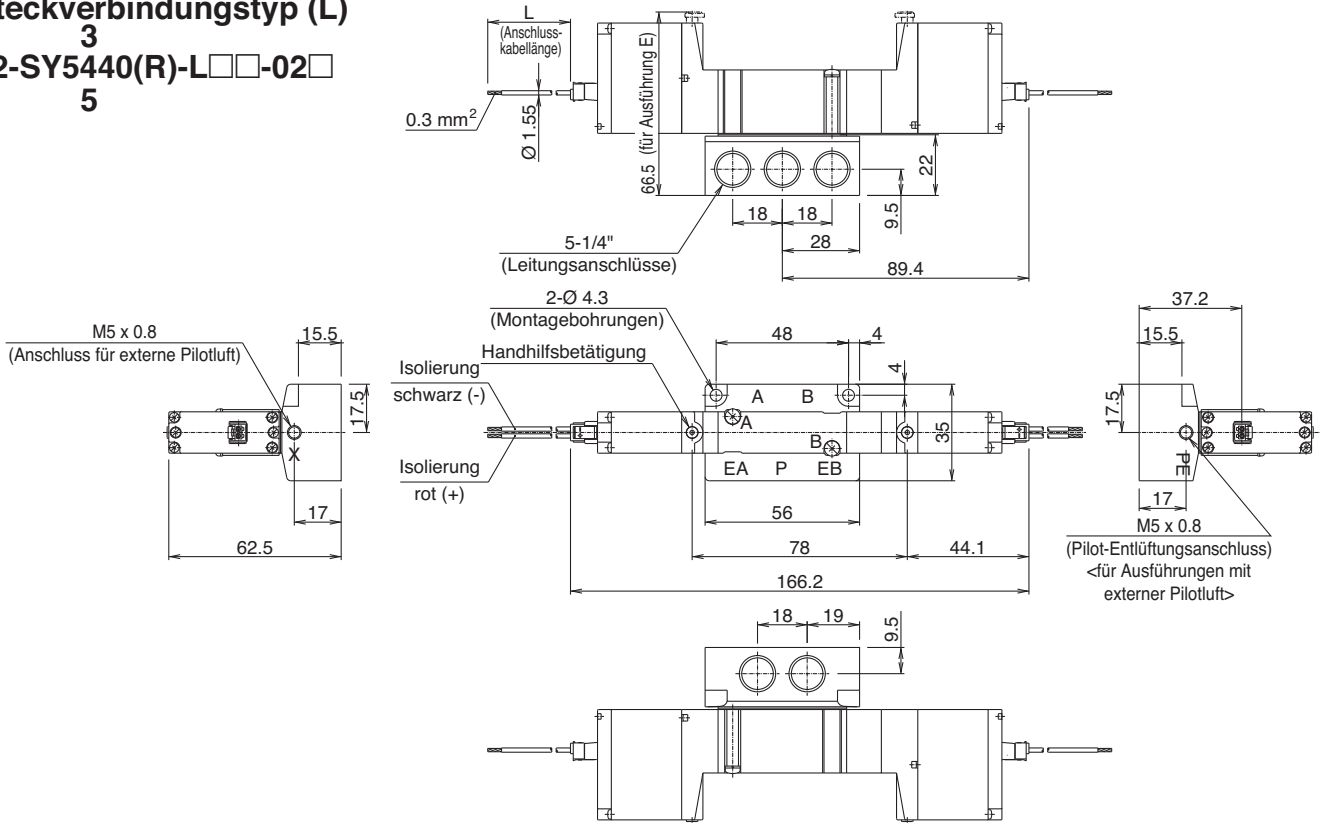 teckverbindungstyp (L)
3
2-SY5440(R)-L□□-02□
5
L
(Anschluss-
kabellänge)
0.3 mm²
Ø 1.55
66.5 (für Ausführung E)
22
9.5
18
18
28
89.4
5-1/4"
(Leitungsanschlüsse)
2-Ø 4.3
(Montagebohrungen)
Handhilfsbetätigung
48
4
4
M5 x 0.8
(Anschluss für externe Pilotluft)
15.5
17.5
X
17
62.5
Isolierung
schwarz (-)
Isolierung
rot (+)
A
B
A
B
EA
P
EB
35
56
78
44.1
166.2
37.2
15.5
17.5
PE
17
M5 x 0.8
(Pilot-Entlüftungsanschluss)
<für Ausführungen mit
externer Pilotluft>
18
19
9.5